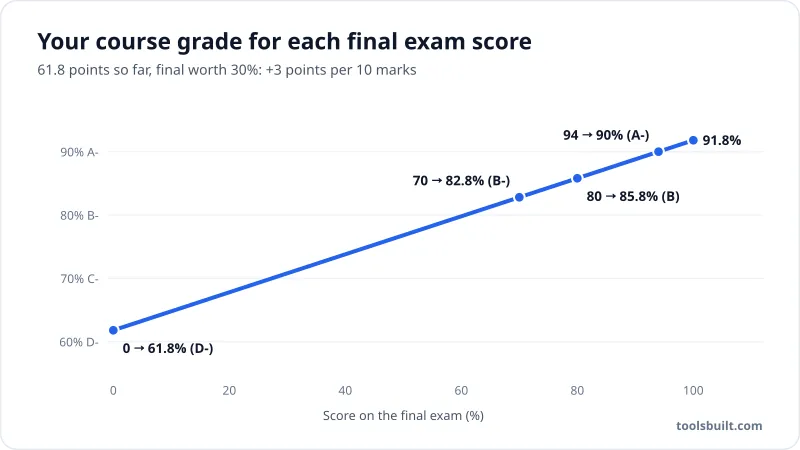 Your course grade for each final exam score
61.8 points so far, final worth 30%: +3 points per 10 marks
94 → 90% (A-)
91.8%
90% A-
70 → 82.8% (B-)
80 → 85.8% (B)
80% B-
70% C-
60% D-
0 → 61.8% (D-)
0 20 40 60 80 100
Score on the final exam (%)
toolsbuilt.com